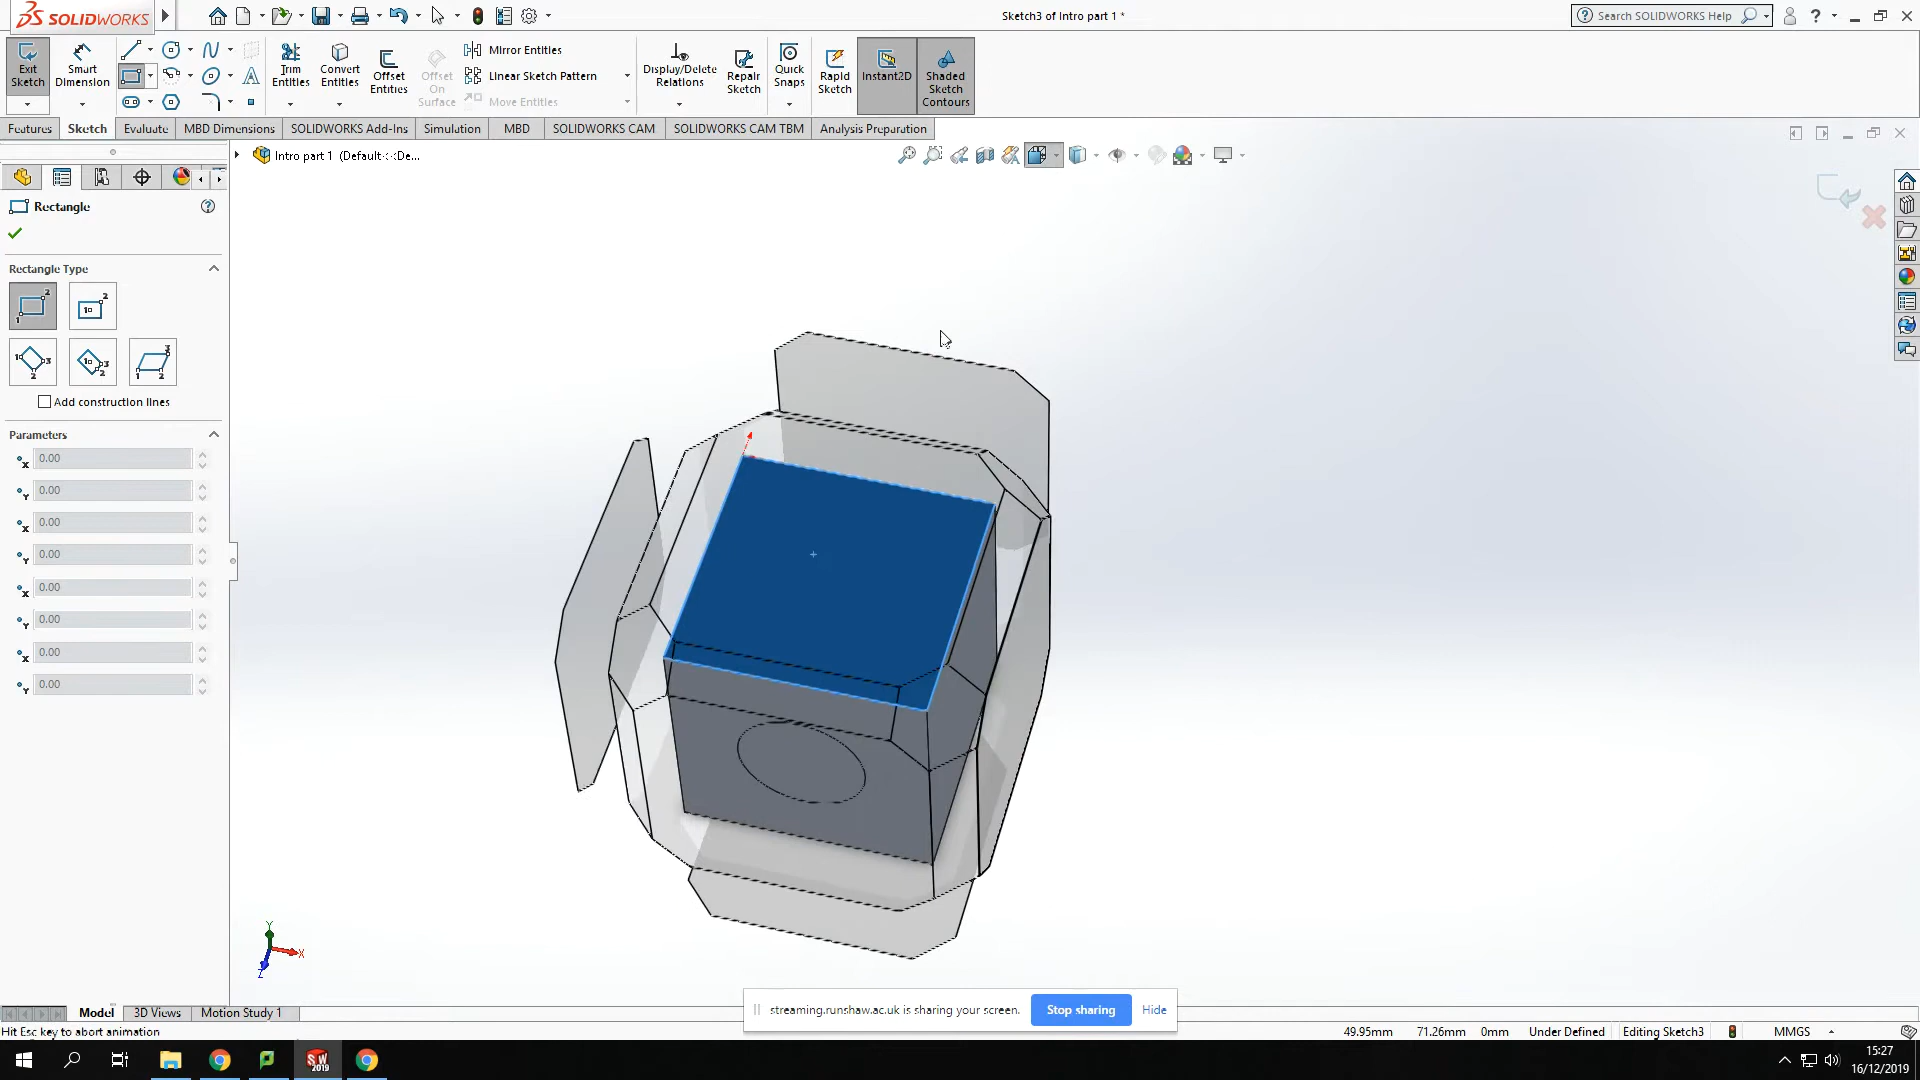 SOLIDWORKS
Sketch3 of Intro part 1 *
Search SOLIDWORKS Help
Exit Sketch
Smart Dimension
Trim Entities
Convert Entities
Offset Entities
Offset On Surface
Mirror Entities
Linear Sketch Pattern
Move Entities
Display/Delete Relations
Repair Sketch
Quick Snaps
Rapid Sketch
Instant2D
Shaded Sketch Contours
Features Sketch Evaluate MBD Dimensions SOLIDWORKS Add-Ins Simulation MBD SOLIDWORKS CAM SOLIDWORKS CAM TBM Analysis Preparation
Intro part 1 (Default<<De...
Rectangle
Rectangle Type
Add construction lines
Parameters
0.00
0.00
0.00
0.00
0.00
0.00
0.00
0.00
Y
X
Z
streaming.runshaw.ac.uk is sharing your screen. Stop sharing Hide
Model 3D Views Motion Study 1
Hit Esc key to abort animation
49.95mm 71.26mm 0mm Under Defined Editing Sketch3 MMGS
15:27
16/12/2019